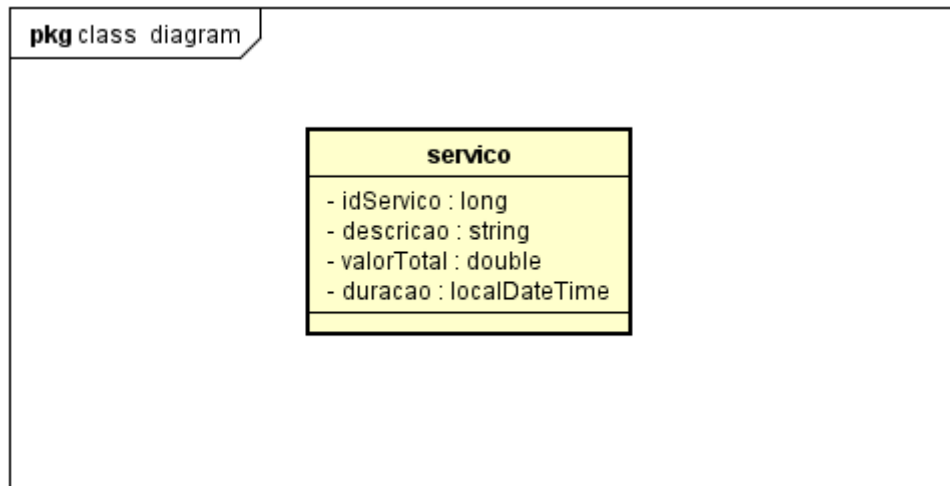 pkg class diagram
servico
- idServico : long
- descricao : string
- valorTotal : double
- duracao : localDateTime